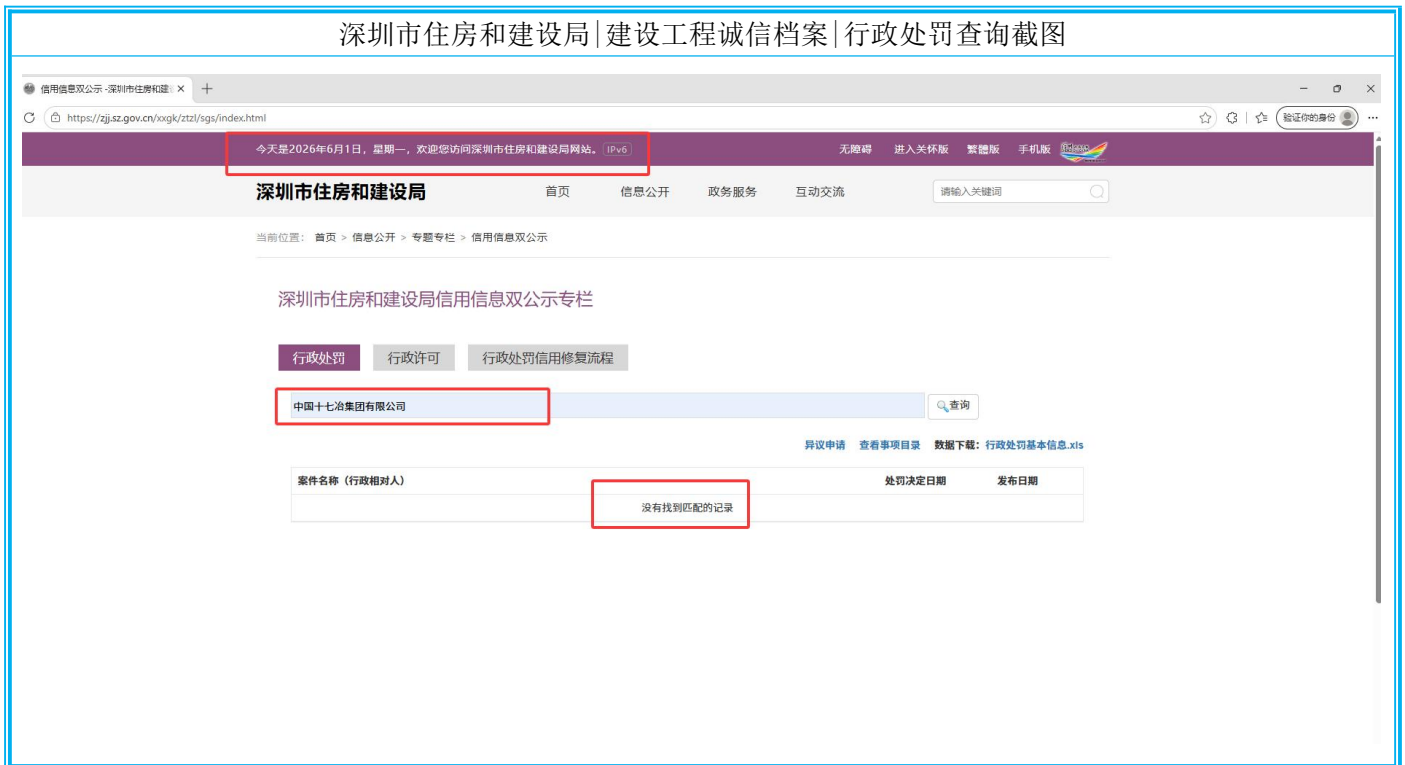 深圳市住房和建设局|建设工程诚信档案|行政处罚查询截图
信用信息双公示 -深圳市住房和建
https://zjj.sz.gov.cn/xxgk/ztzl/sgs/index.html
验证你的身份
今天是2026年6月1日，星期一，欢迎您访问深圳市住房和建设局网站。 IPv6 无障碍 进入关怀版 繁體版 手机版
深圳市住房和建设局 首页 信息公开 政务服务 互动交流 请输入关键词
当前位置： 首页 > 信息公开 > 专题专栏 > 信用信息双公示
深圳市住房和建设局信用信息双公示专栏
行政处罚 行政许可 行政处罚信用修复流程
中国十七冶集团有限公司 查询
异议申请 查看事项目录 数据下载：行政处罚基本信息.xls
案件名称（行政相对人） 处罚决定日期 发布日期
没有找到匹配的记录